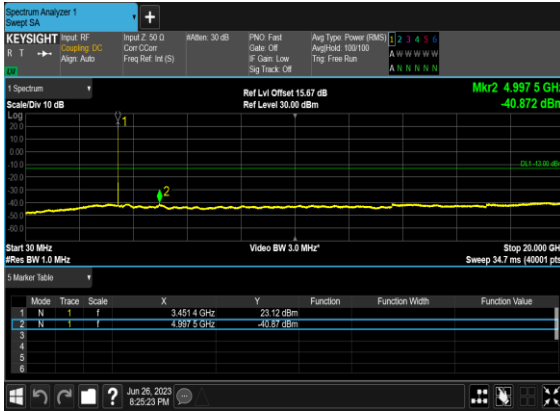 Spectrum Analyzer 1
Swept SA
+
KEYSIGHT
R T
LV
Input: RF
Coupling: DC
Align: Auto
Input Z: 50 Ω
Corr CCorr
Freq Ref: Int (S)
#Atten: 30 dB
PNO: Fast
Gate: Off
IF Gain: Low
Sig Track: Off
Avg Type: Power (RMS)
Avg|Hold: 100/100
Trig: Free Run
1 2 3 4 5 6
A W W W W W
A N N N N N
1 Spectrum
Scale/Div 10 dB
Ref Lvl Offset 15.67 dB
Ref Level 30.00 dBm
Mkr2 4.997 5 GHz
-40.872 dBm
Log
20.0
10.0
0.00
-10.0
-20.0
-30.0
-40.0
-50.0
-60.0
1
2
DL1 -13.00 dBm
Start 30 MHz
#Res BW 1.0 MHz
Video BW 3.0 MHz*
Stop 20.000 GH
Sweep 34.7 ms (40001 pts
5 Marker Table
Mode Trace Scale X Y Function Function Width Function Value
1 N 1 f 3.451 4 GHz 23.12 dBm
2 N 1 f 4.997 5 GHz -40.87 dBm
3
4
5
6
?
Jun 26, 2023
8:25:23 PM